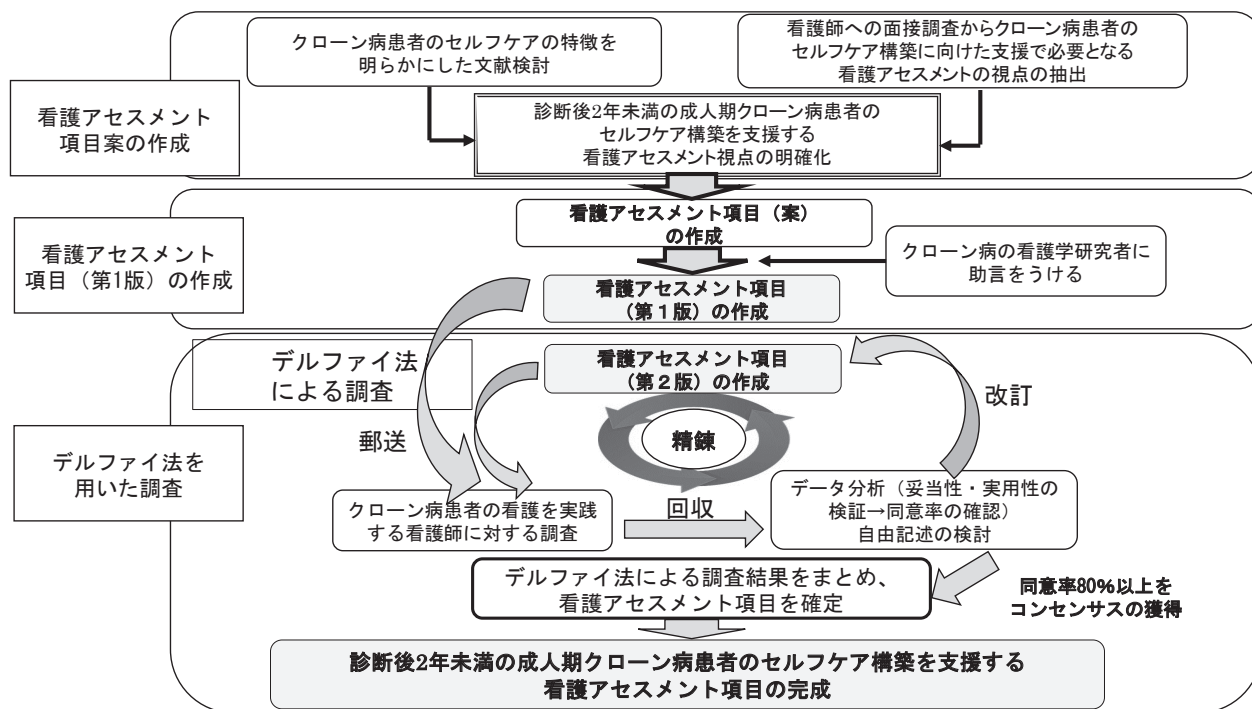 クローン病患者のセルフケアの特徴を
明らかにした文献検討
看護師への面接調査からクローン病患者の
セルフケア構築に向けた支援で必要となる
看護アセスメントの視点の抽出
看護アセスメント
項目案の作成
診断後2年未満の成人期クローン病患者の
セルフケア構築を支援する
看護アセスメント視点の明確化
看護アセスメント項目（案）
の作成
看護アセスメント
項目（第1版）の作成
クローン病の看護学研究者に
助言をうける
看護アセスメント項目
（第１版）の作成
デルファイ法
による調査
看護アセスメント項目
（第２版）の作成
改訂
郵送
精錬
デルファイ法を
用いた調査
クローン病患者の看護を実践
する看護師に対する調査
回収
データ分析（妥当性・実用性の
検証→同意率の確認）
自由記述の検討
デルファイ法による調査結果をまとめ、
看護アセスメント項目を確定
同意率80％以上を
コンセンサスの獲得
診断後2年未満の成人期クローン病患者のセルフケア構築を支援する
看護アセスメント項目の完成